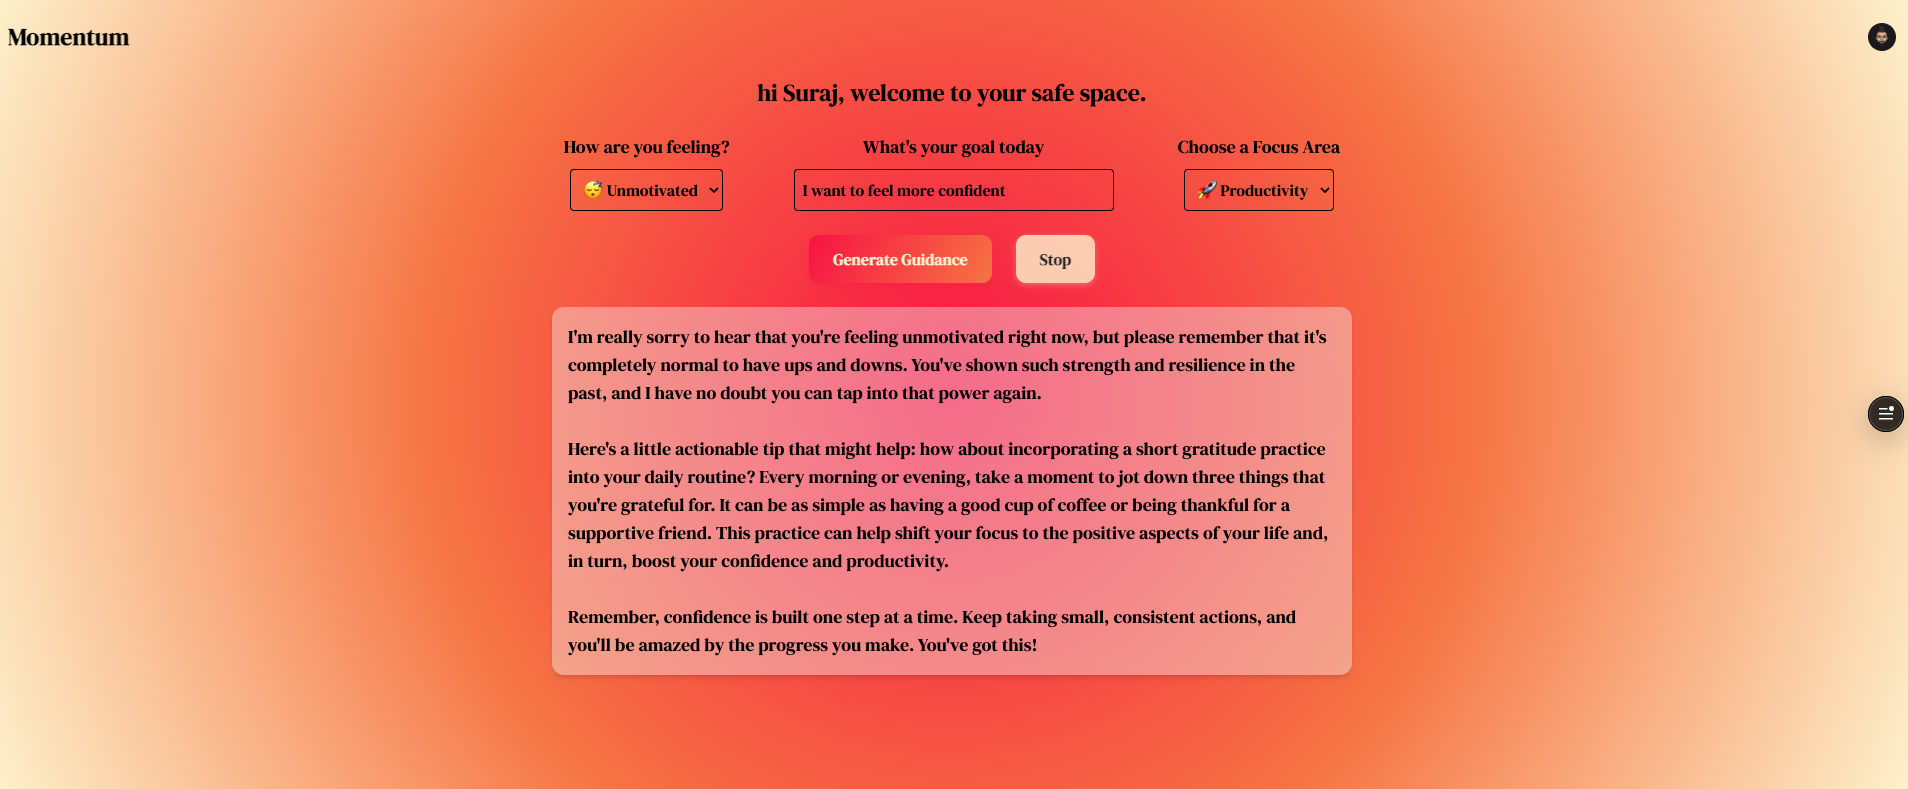 Momentum
hi Suraj, welcome to your safe space.
How are you feeling?
😴 Unmotivated
What's your goal today
I want to feel more confident
Choose a Focus Area
🚀 Productivity
Generate Guidance
Stop
I'm really sorry to hear that you're feeling unmotivated right now, but please remember that it's
completely normal to have ups and downs. You've shown such strength and resilience in the
past, and I have no doubt you can tap into that power again.
Here's a little actionable tip that might help: how about incorporating a short gratitude practice
into your daily routine? Every morning or evening, take a moment to jot down three things that
you're grateful for. It can be as simple as having a good cup of coffee or being thankful for a
supportive friend. This practice can help shift your focus to the positive aspects of your life and,
in turn, boost your confidence and productivity.
Remember, confidence is built one step at a time. Keep taking small, consistent actions, and
you'll be amazed by the progress you make. You've got this!